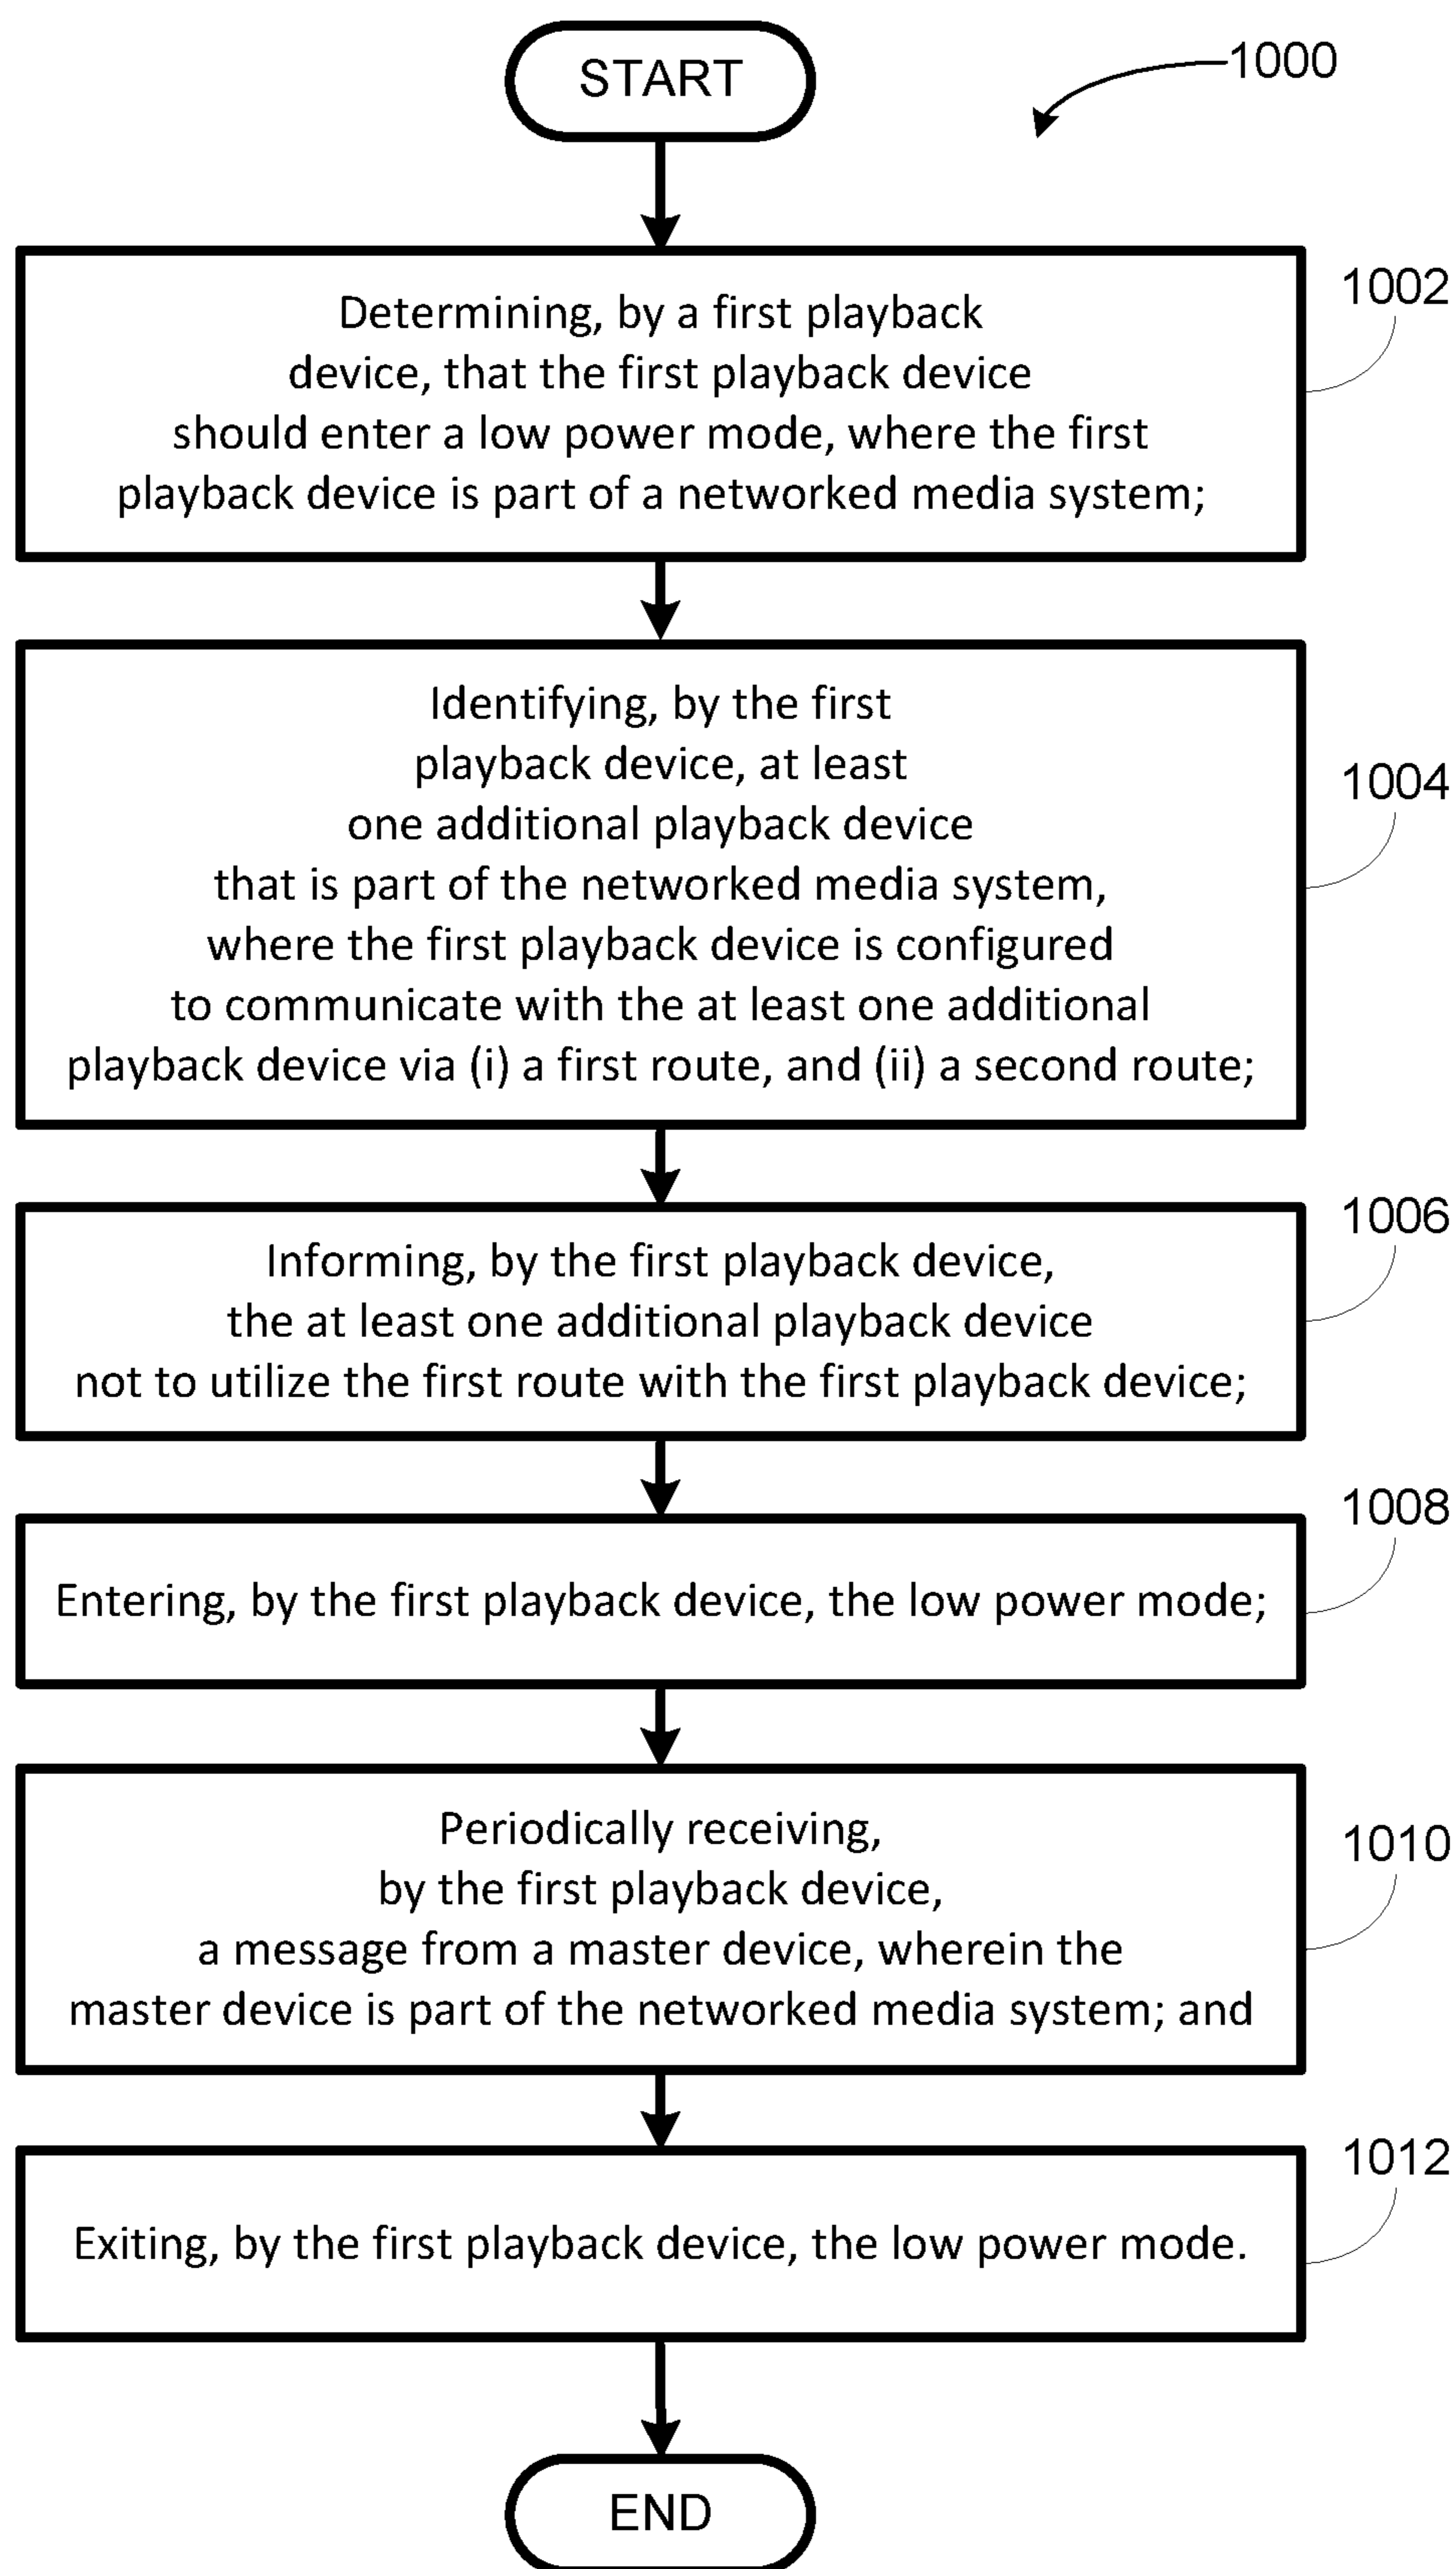 START
1000
Determining, by a first playback
device, that the first playback device
should enter a low power mode, where the first
playback device is part of a networked media system;
1002
Identifying, by the first
playback device, at least
one additional playback device
that is part of the networked media system,
where the first playback device is configured
to communicate with the at least one additional
playback device via (i) a first route, and (ii) a second route;
1004
Informing, by the first playback device,
the at least one additional playback device
not to utilize the first route with the first playback device;
1006
Entering, by the first playback device, the low power mode;
1008
Periodically receiving,
by the first playback device,
a message from a master device, wherein the
master device is part of the networked media system; and
1010
Exiting, by the first playback device, the low power mode.
1012
END